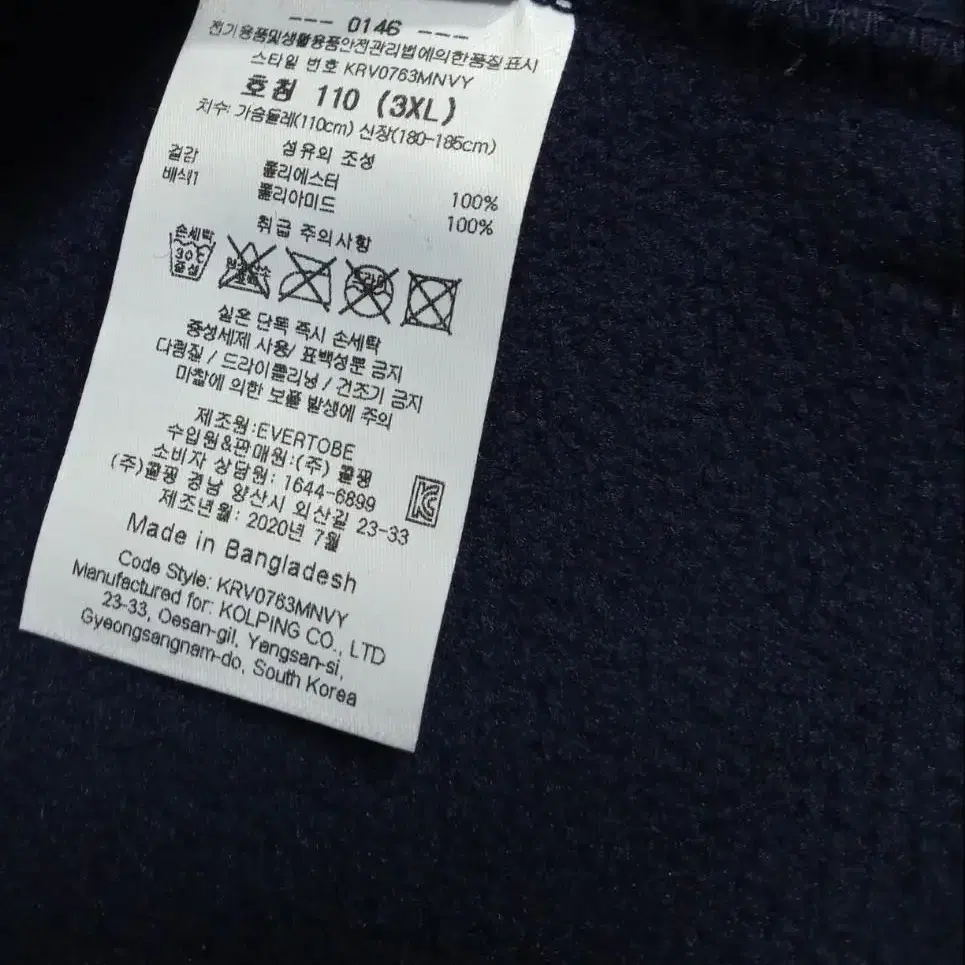 --- 0146 ---
전기용품및생활용품안전관리법에의한품질표시
스타일 번호 KRV0763MNVY
호칭 110 (3XL)
치수: 가슴둘레(110cm) 신장(180-185cm)
섬유의 조성
겉감 폴리에스터 100%
배색1 폴리아미드 100%
취급 주의사항
손세탁
30℃
중성
드라이
실온 단독 즉시 손세탁
중성세제 사용/ 표백성분 금지
다림질 / 드라이클리닝 / 건조기 금지
마찰에 의한 보풀 발생에 주의
제조원:EVERTOBE
수입원&판매원:(주) 콜핑
소비자 상담원: 1644-6899
(주)콜핑 경남 양산시 외산길 23-33
제조년월: 2020년 7월
Made in Bangladesh
Code Style: KRV0763MNVY
Manufactured for: KOLPING CO., LTD
23-33, Oesan-gil, Yangsan-si,
Gyeongsangnam-do, South Korea